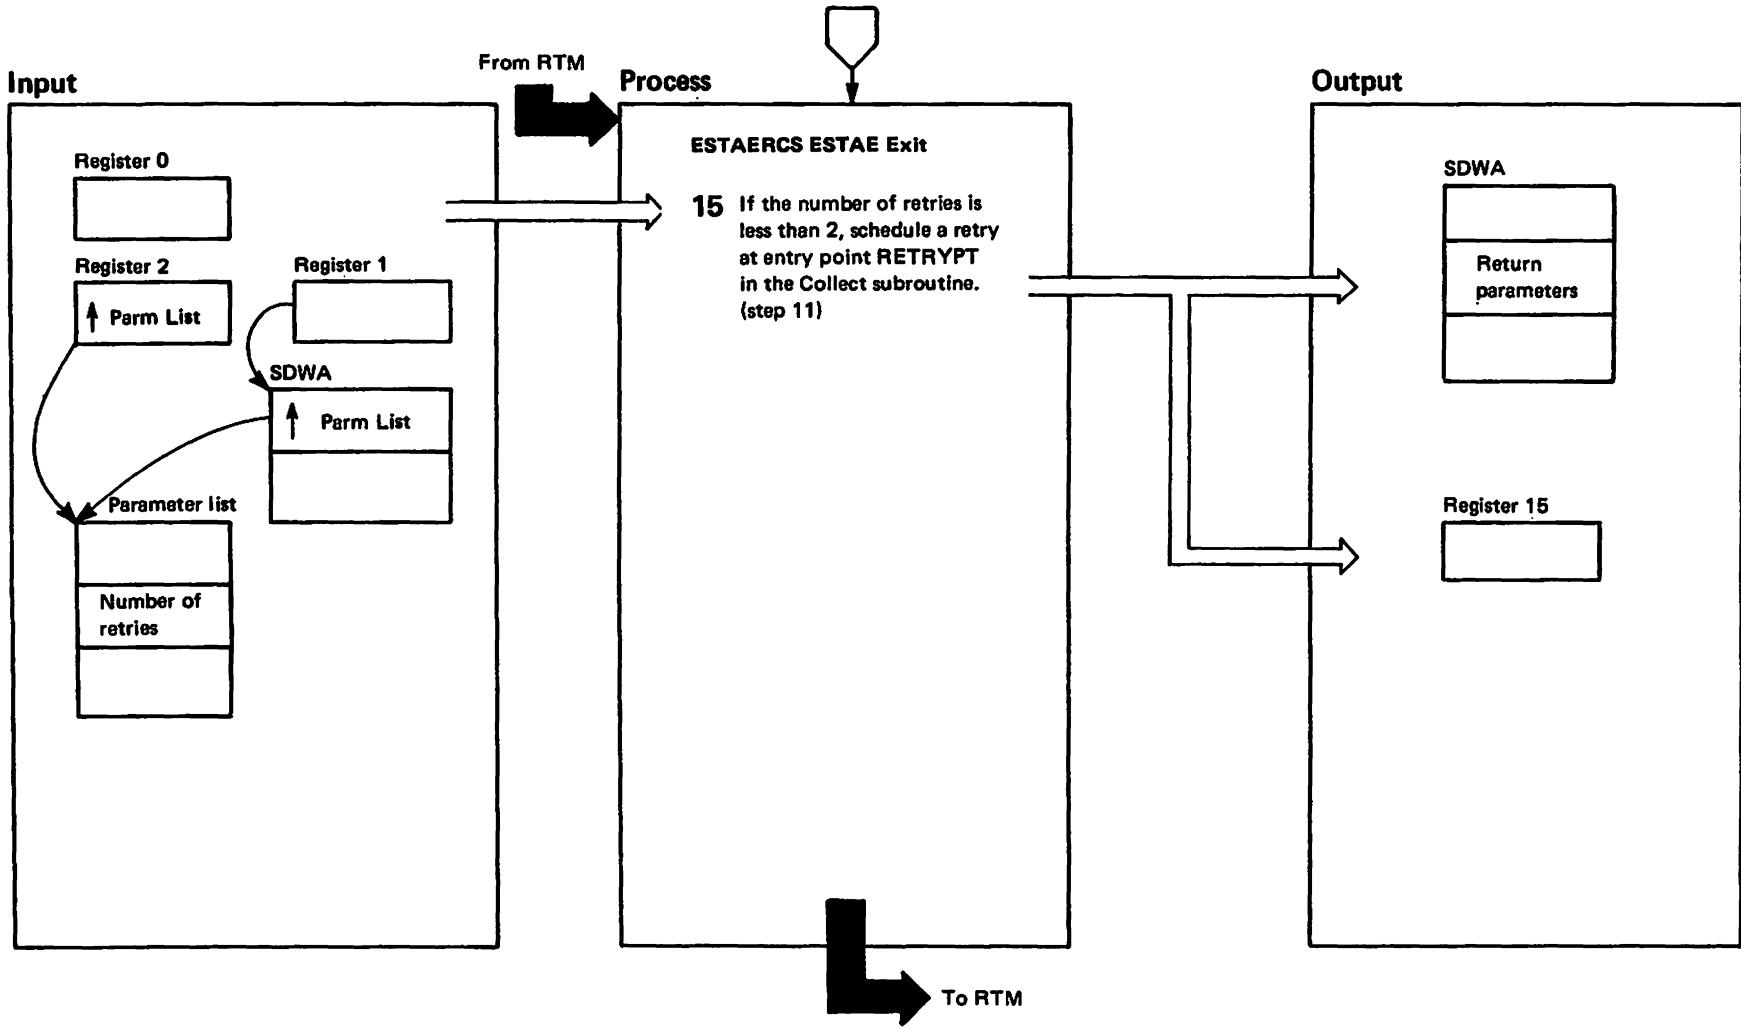 From RTM
Input
Process
Output
Register 0
Register 2
Parm List
Register 1
SDWA
Parm List
Parameter list
Number of
retries
ESTAERCS ESTAE Exit
15 If the number of retries is
less than 2, schedule a retry
at entry point RETRYPT
in the Collect subroutine.
(step 11)
SDWA
Return
parameters
Register 15
To RTM